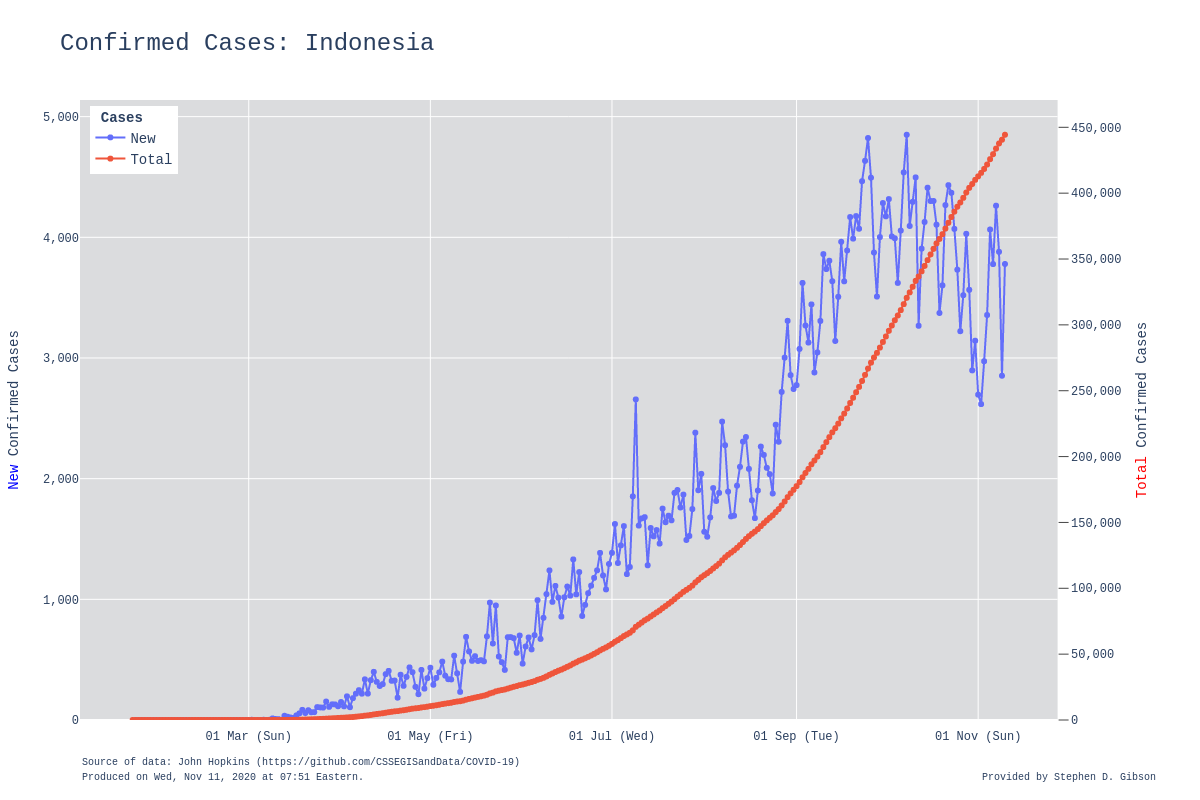 Confirmed Cases: Indonesia
Cases
New
Total
5,000
4,000
3,000
2,000
1,000
0
New Confirmed Cases
450,000
400,000
350,000
300,000
250,000
200,000
150,000
100,000
50,000
0
Total Confirmed Cases
01 Mar (Sun) 01 May (Fri) 01 Jul (Wed) 01 Sep (Tue) 01 Nov (Sun)
Source of data: John Hopkins (https://github.com/CSSEGISandData/COVID-19)
Produced on Wed, Nov 11, 2020 at 07:51 Eastern.
Provided by Stephen D. Gibson